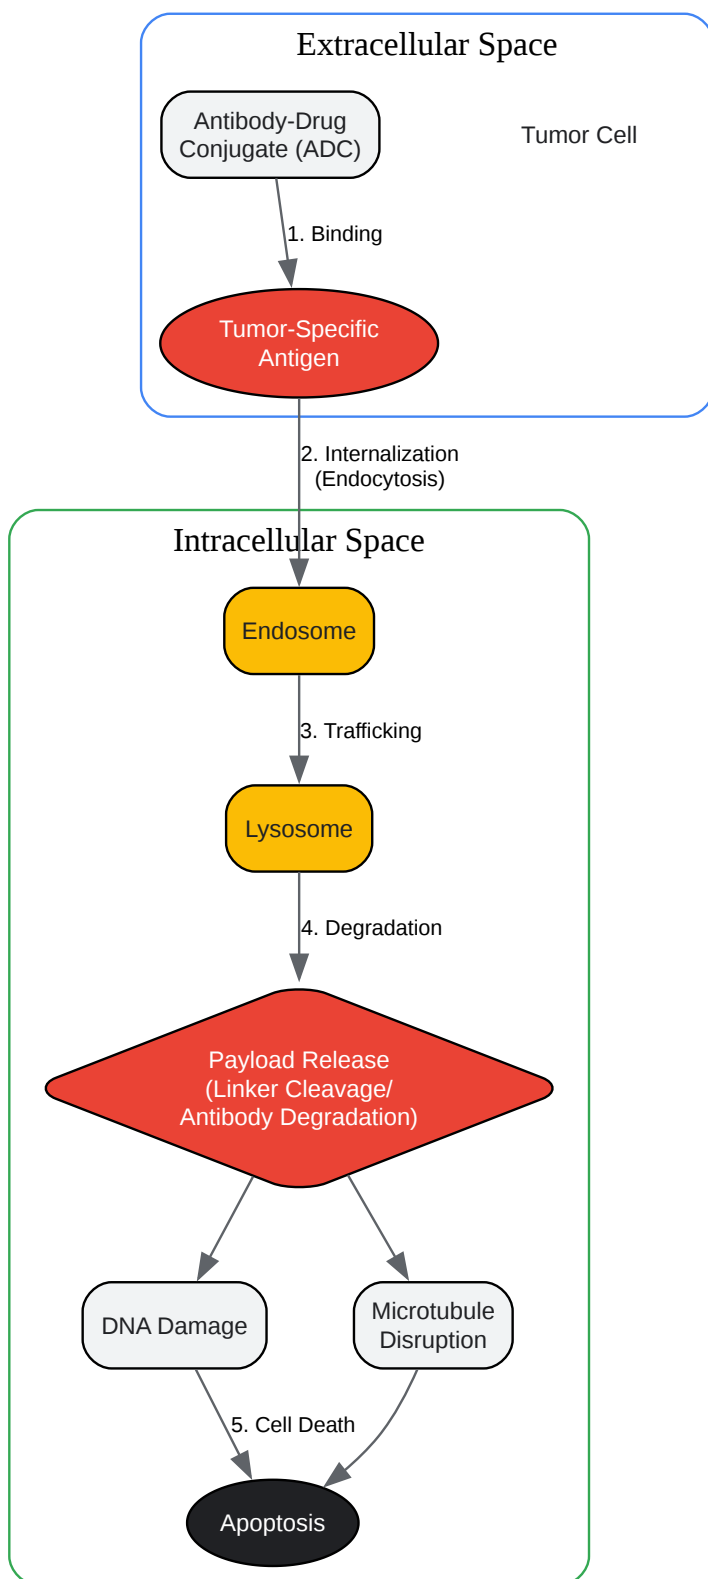 Extracellular Space
Antibody-Drug
Conjugate (ADC)
Tumor Cell
1. Binding
Tumor-Specific
Antigen
2. Internalization
(Endocytosis)
Intracellular Space
Endosome
3. Trafficking
Lysosome
4. Degradation
Payload Release
(Linker Cleavage/
Antibody Degradation)
DNA Damage
Microtubule
Disruption
5. Cell Death
Apoptosis